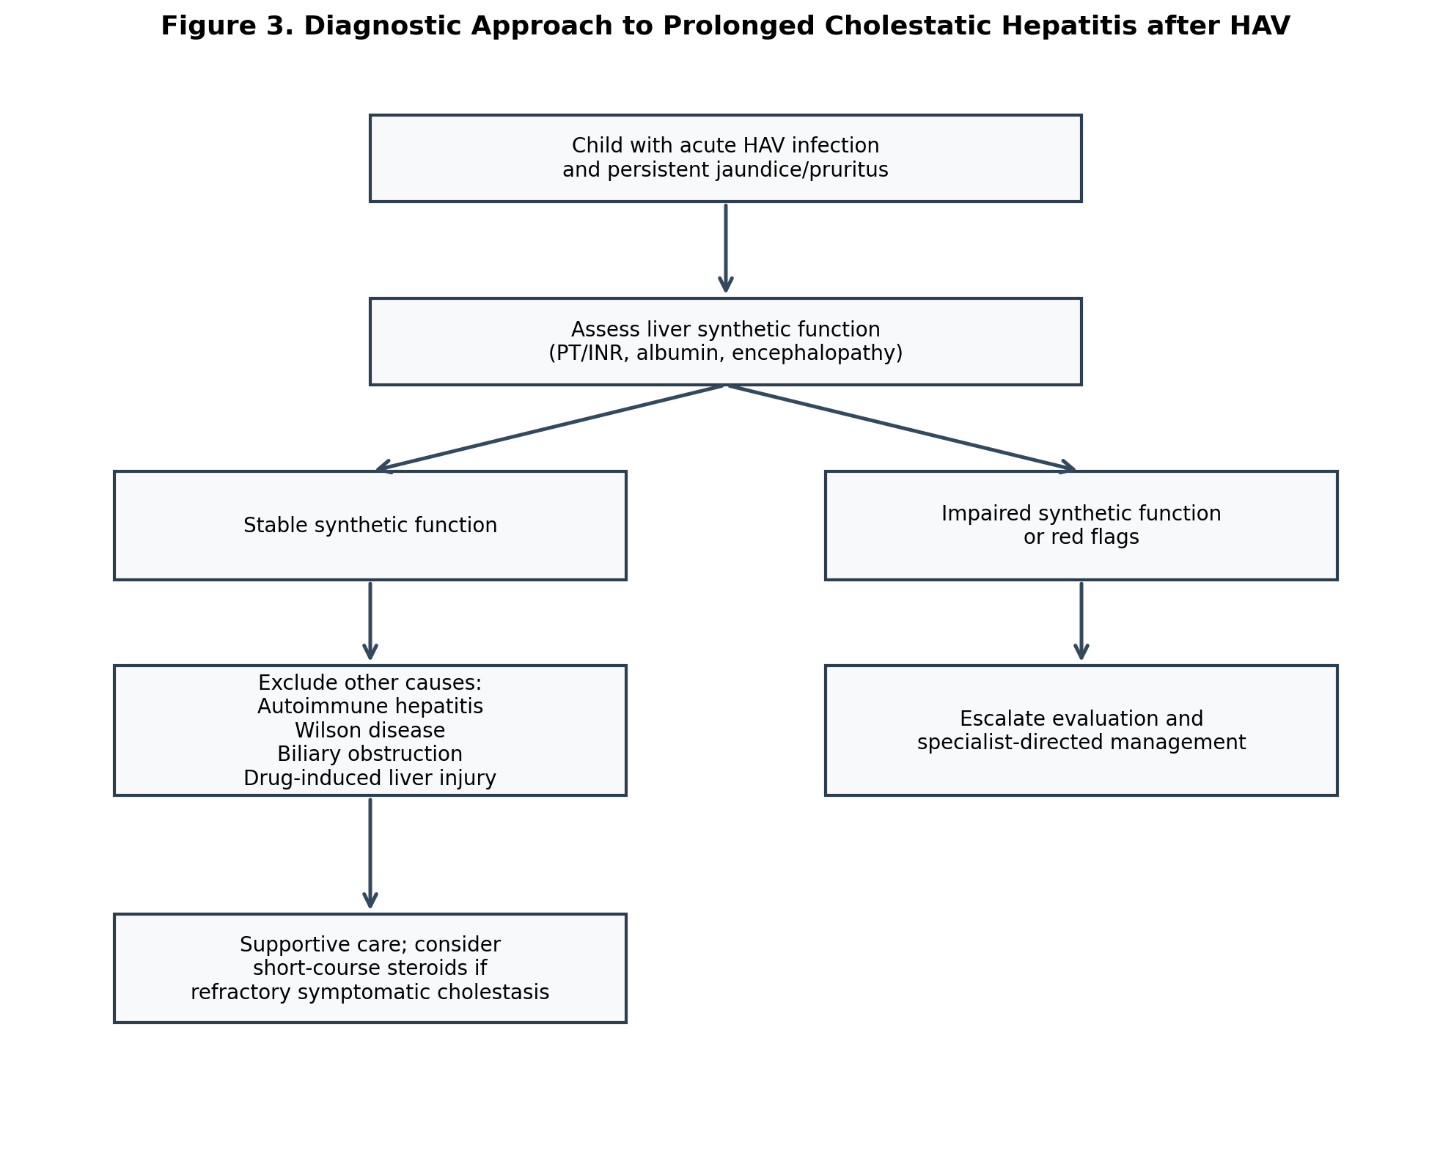 Figure 3. Diagnostic Approach to Prolonged Cholestatic Hepatitis after HAV
Child with acute HAV infection
and persistent jaundice/pruritus
Assess liver synthetic function
(PT/INR, albumin, encephalopathy)
Stable synthetic function
Impaired synthetic function
or red flags
Exclude other causes:
Autoimmune hepatitis
Wilson disease
Biliary obstruction
Drug-induced liver injury
Escalate evaluation and
specialist-directed management
Supportive care; consider
short-course steroids if
refractory symptomatic cholestasis